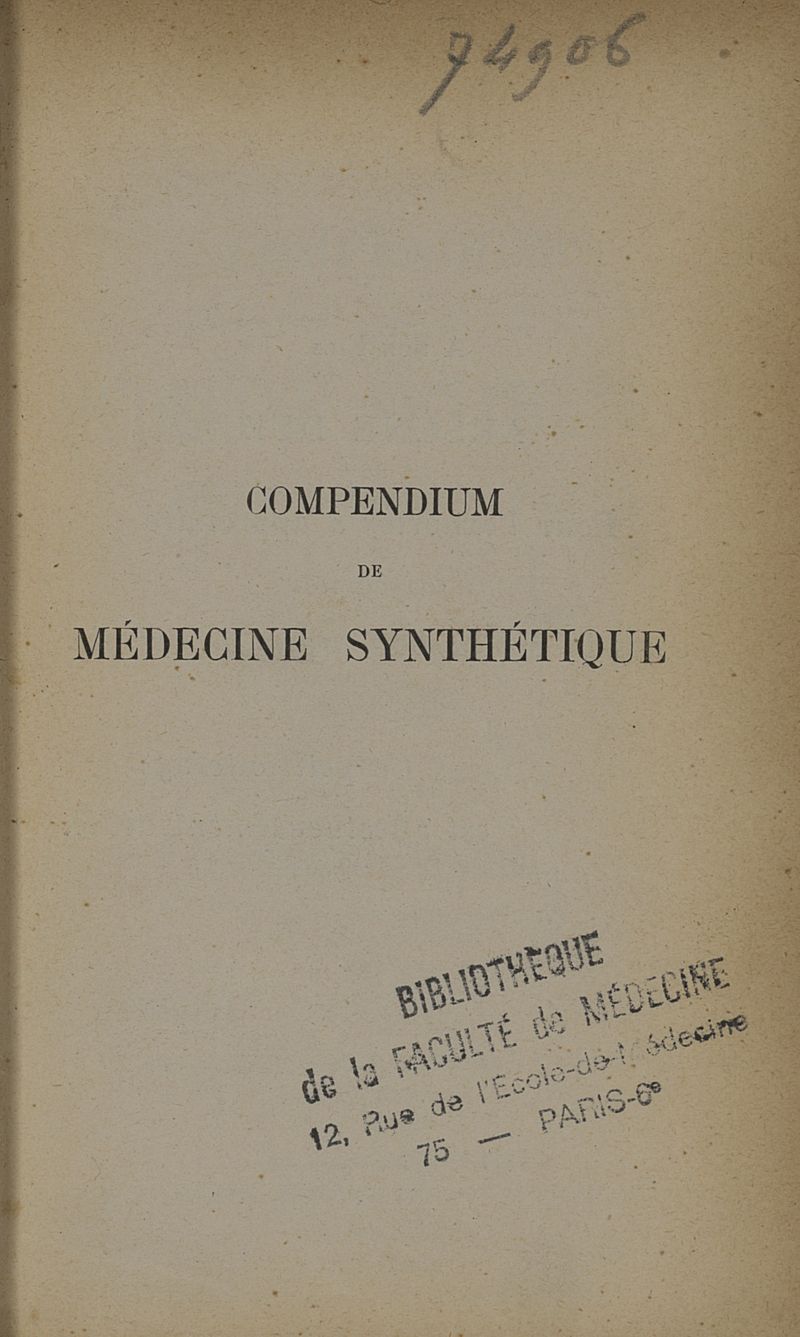 74906
COMPENDIUM
DE
MÉDECINE SYNTHÉTIQUE
BIBLIOTHÈQUE
de la FACULTÉ de MÉDECINE
12, Rue de l'École-de-Médecine
75 — PARIS-6e